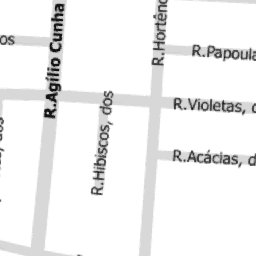 os
R.Agílio Cunha
R.Hortênc
R.Papoula
R.Violetas, d
R.Hibiscos, dos
R.Acácias, d